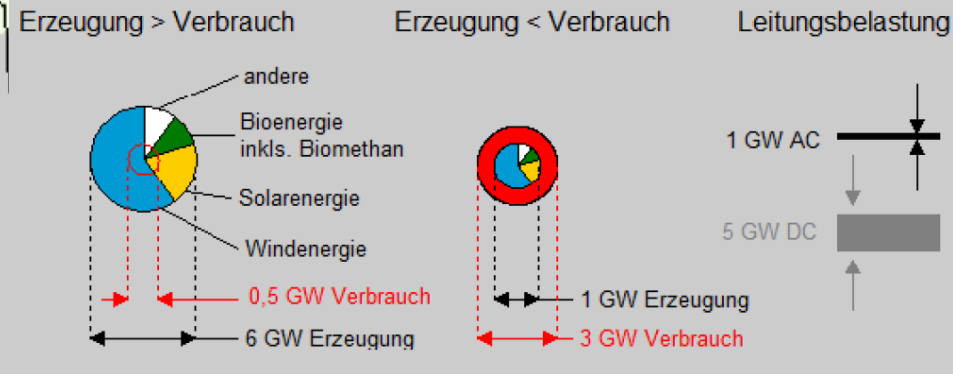 Erzeugung > Verbrauch
Erzeugung < Verbrauch
Leitungsbelastung
andere
Bioenergie
inkls. Biomethan
Solarenergie
Windenergie
0,5 GW Verbrauch
6 GW Erzeugung
1 GW Erzeugung
3 GW Verbrauch
1 GW AC
5 GW DC